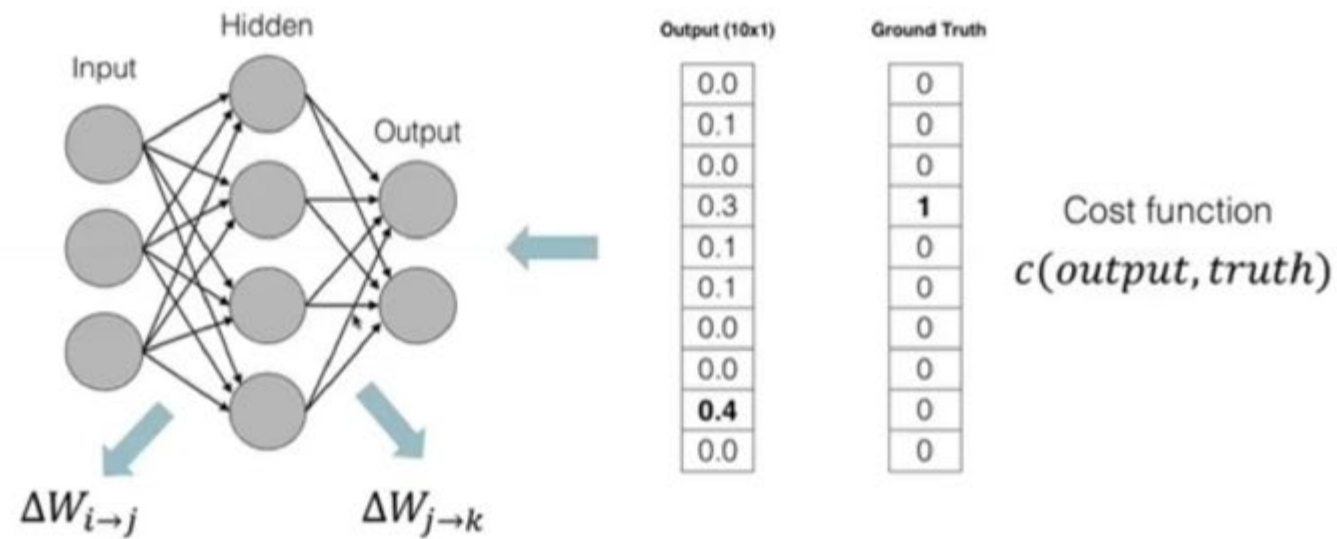 Input
Hidden
Output
ΔW_{i→j}
ΔW_{j→k}
Output (10x1)
0.0
0.1
0.0
0.3
0.1
0.1
0.0
0.0
0.4
0.0
Ground Truth
0
0
0
1
0
0
0
0
0
0
Cost function
c(output, truth)